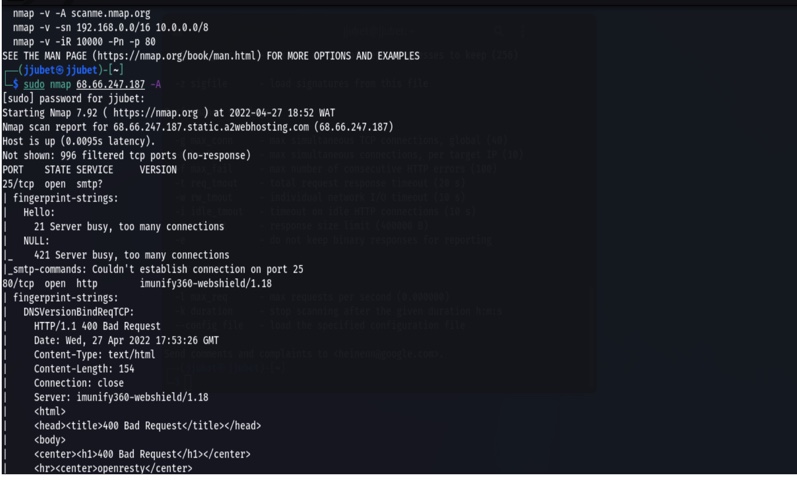 nmap -v -A scanme.nmap.org
nmap -v -sn 192.168.0.0/16 10.0.0.0/8
nmap -v -iR 10000 -Pn -p 80
SEE THE MAN PAGE (https://nmap.org/book/man.html) FOR MORE OPTIONS AND EXAMPLES
┌──(jjubet㉿jjubet)-[~]
└─$ sudo nmap 68.66.247.187 -A
[sudo] password for jjubet:
Starting Nmap 7.92 ( https://nmap.org ) at 2022-04-27 18:52 WAT
Nmap scan report for 68.66.247.187.static.a2webhosting.com (68.66.247.187)
Host is up (0.0095s latency).
Not shown: 996 filtered tcp ports (no-response)
PORT STATE SERVICE VERSION
25/tcp open smtp?
| fingerprint-strings:
| Hello:
| 21 Server busy, too many connections
| NULL:
|_ 421 Server busy, too many connections
|_smtp-commands: Couldn't establish connection on port 25
80/tcp open http imunify360-webshield/1.18
| fingerprint-strings:
| DNSVersionBindReqTCP:
| HTTP/1.1 400 Bad Request
| Date: Wed, 27 Apr 2022 17:53:26 GMT
| Content-Type: text/html
| Content-Length: 154
| Connection: close
| Server: imunify360-webshield/1.18
| <html>
| <head><title>400 Bad Request</title></head>
| <body>
| <center><h1>400 Bad Request</h1></center>
| <hr><center>openresty</center>